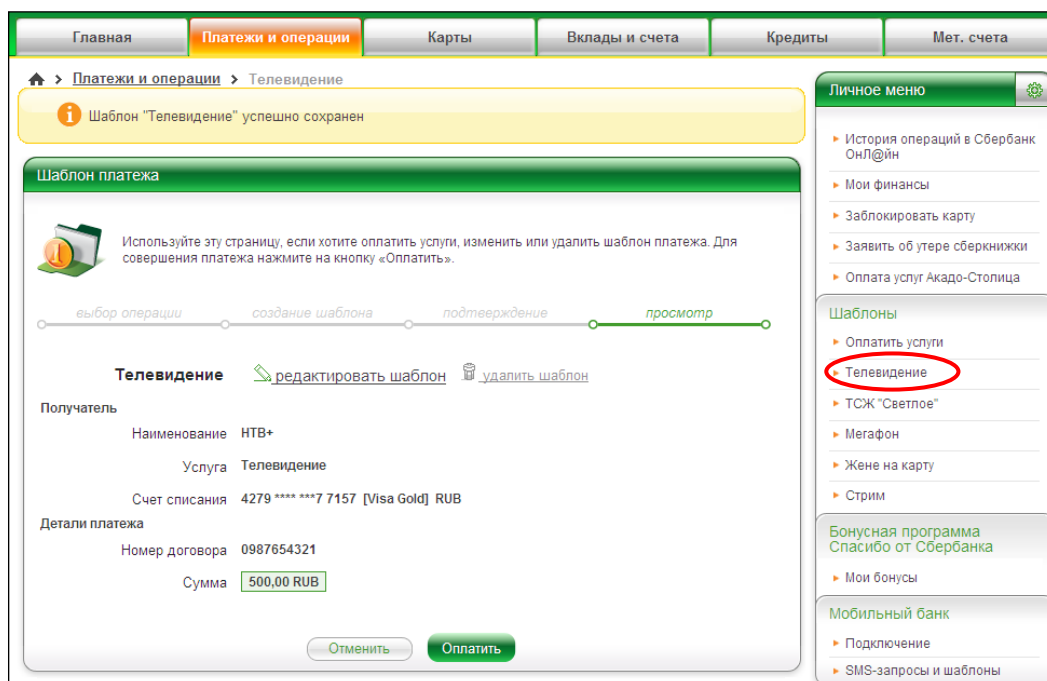 Главная
Платежи и операции
Карты
Вклады и счета
Кредиты
Мет. счета
> Платежи и операции > Телевидение
Шаблон "Телевидение" успешно сохранен
Шаблон платежа
Используйте эту страницу, если хотите оплатить услуги, изменить или удалить шаблон платежа. Для
совершения платежа нажмите на кнопку «Оплатить».
выбор операции
создание шаблона
подтверждение
просмотр
Телевидение редактировать шаблон удалить шаблон
Получатель
Наименование НТВ+
Услуга Телевидение
Счет списания 4279 **** ***7 7157 [Visa Gold] RUB
Детали платежа
Номер договора 0987654321
Сумма 500,00 RUB
Отменить
Оплатить
Личное меню
История операций в Сбербанк
ОнЛ@йн
Мои финансы
Заблокировать карту
Заявить об утере сберкнижки
Оплата услуг Акадо-Столица
Шаблоны
Оплатить услуги
Телевидение
ТСЖ "Светлое"
Мегафон
Жене на карту
Стрим
Бонусная программа
Спасибо от Сбербанка
Мои бонусы
Мобильный банк
Подключение
SMS-запросы и шаблоны